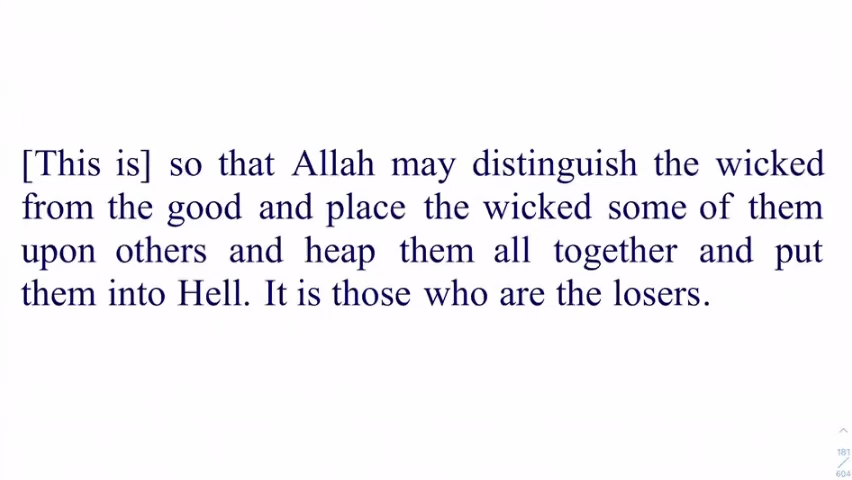 [This is] so that Allah may distinguish the wicked
from the good and place the wicked some of them
upon others and heap them all together and put
them into Hell. It is those who are the losers.
181
604